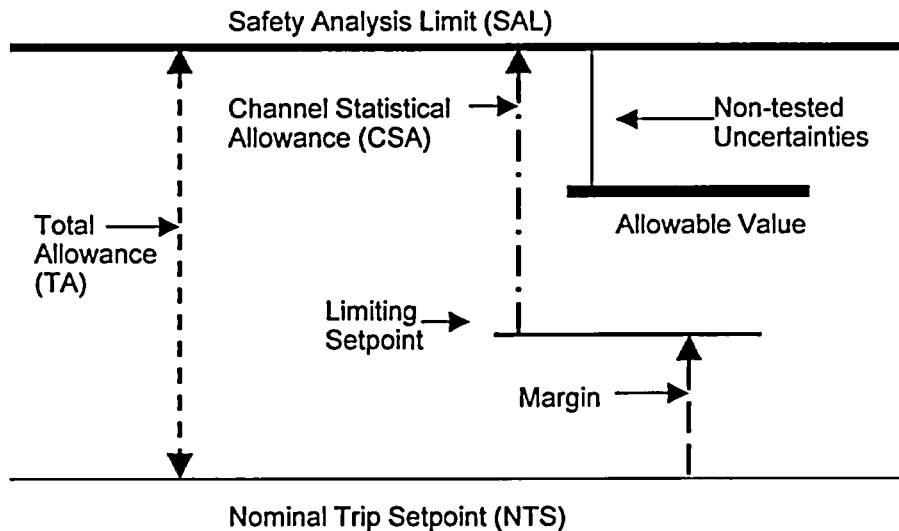 Safety Analysis Limit (SAL)
Channel Statistical
Allowance (CSA)
Non-tested
Uncertainties
Total
Allowance
(TA)
Allowable Value
Limiting
Setpoint
Margin
Nominal Trip Setpoint (NTS)